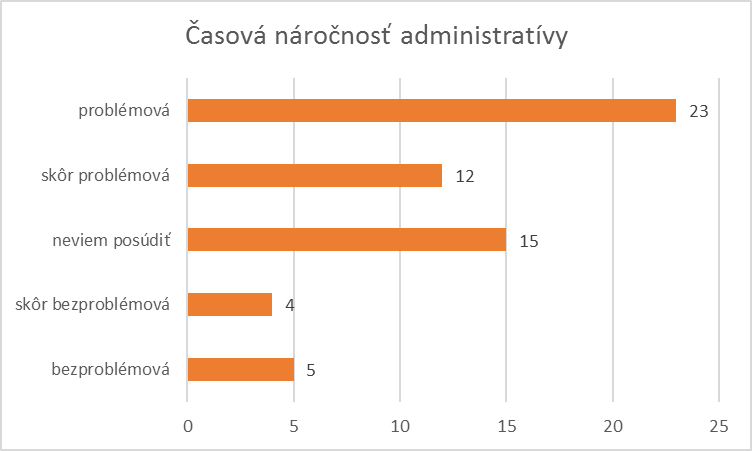 Časová náročnosť administratívy
problémová 23
skôr problémová 12
neviem posúdiť 15
skôr bezproblémová 4
bezproblémová 5
0 5 10 15 20 25